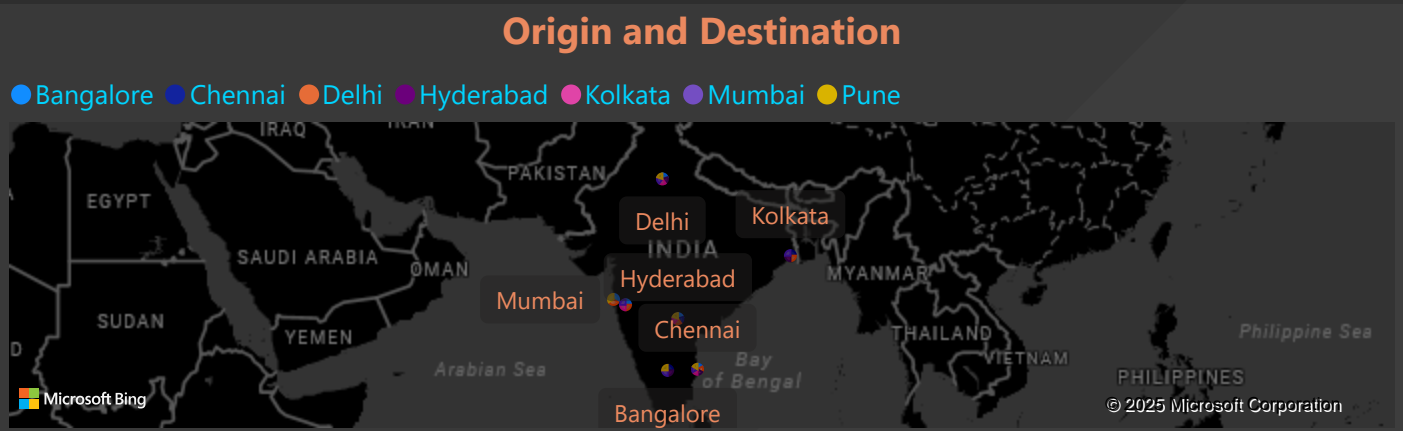 Origin and Destination
Bangalore Chennai Delhi Hyderabad Kolkata Mumbai Pune
IRAQ
IRAN
PAKISTAN
EGYPT
Delhi
Kolkata
INDIA
SAUDI ARABIA
OMAN
Hyderabad
MYANMAR
Mumbai
SUDAN
YEMEN
Chennai
THAILAND
Philippine Sea
D
Arabian Sea
Bay
of Bengal
VIETNAM
PHILIPPINES
Microsoft Bing
Bangalore
© 2025 Microsoft Corporation